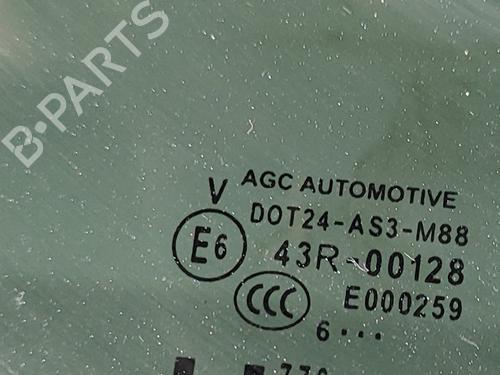 B-PARTS
V AGC AUTOMOTIVE
DOT24-AS3-M88
E6 43R-00128
CCC E000259
6...